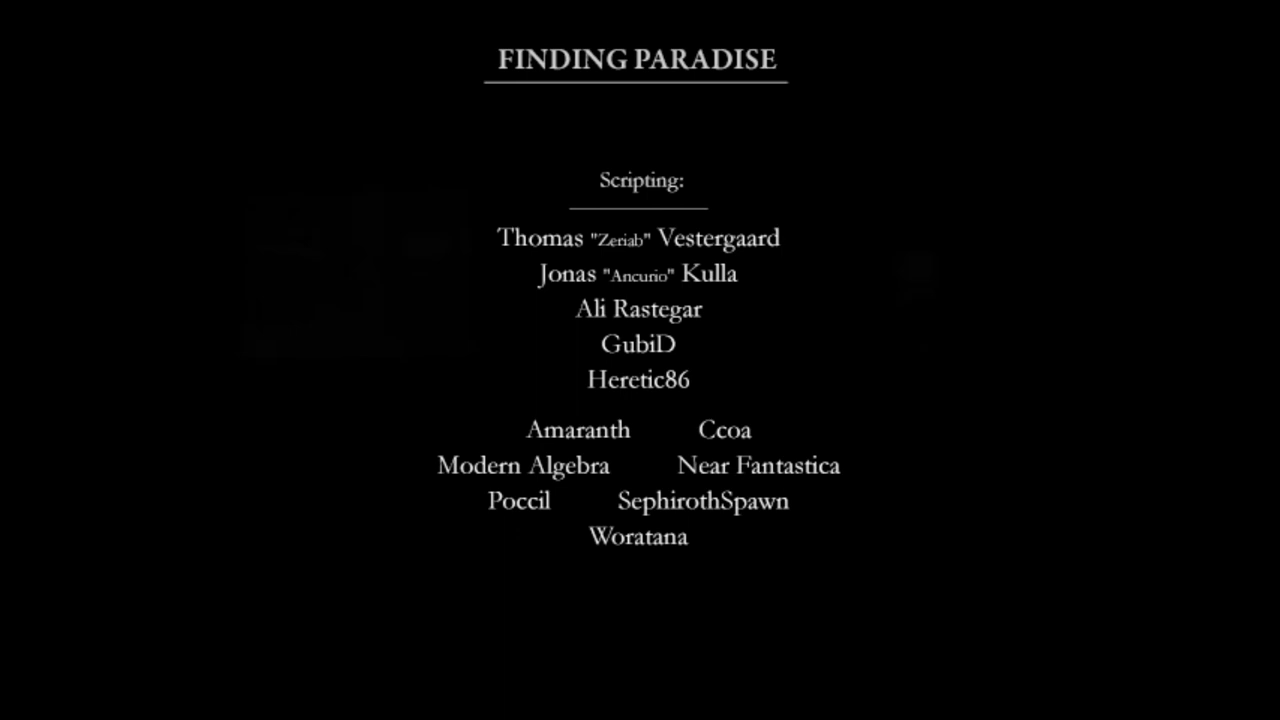 FINDING PARADISE
Scripting:
Thomas "Zeriab" Vestergaard
Jonas "Ancurio" Kulla
Ali Rastegar
GubiD
Heretic86
Amaranth Ccoa
Modern Algebra Near Fantastica
Poccil SephirothSpawn
Woratana